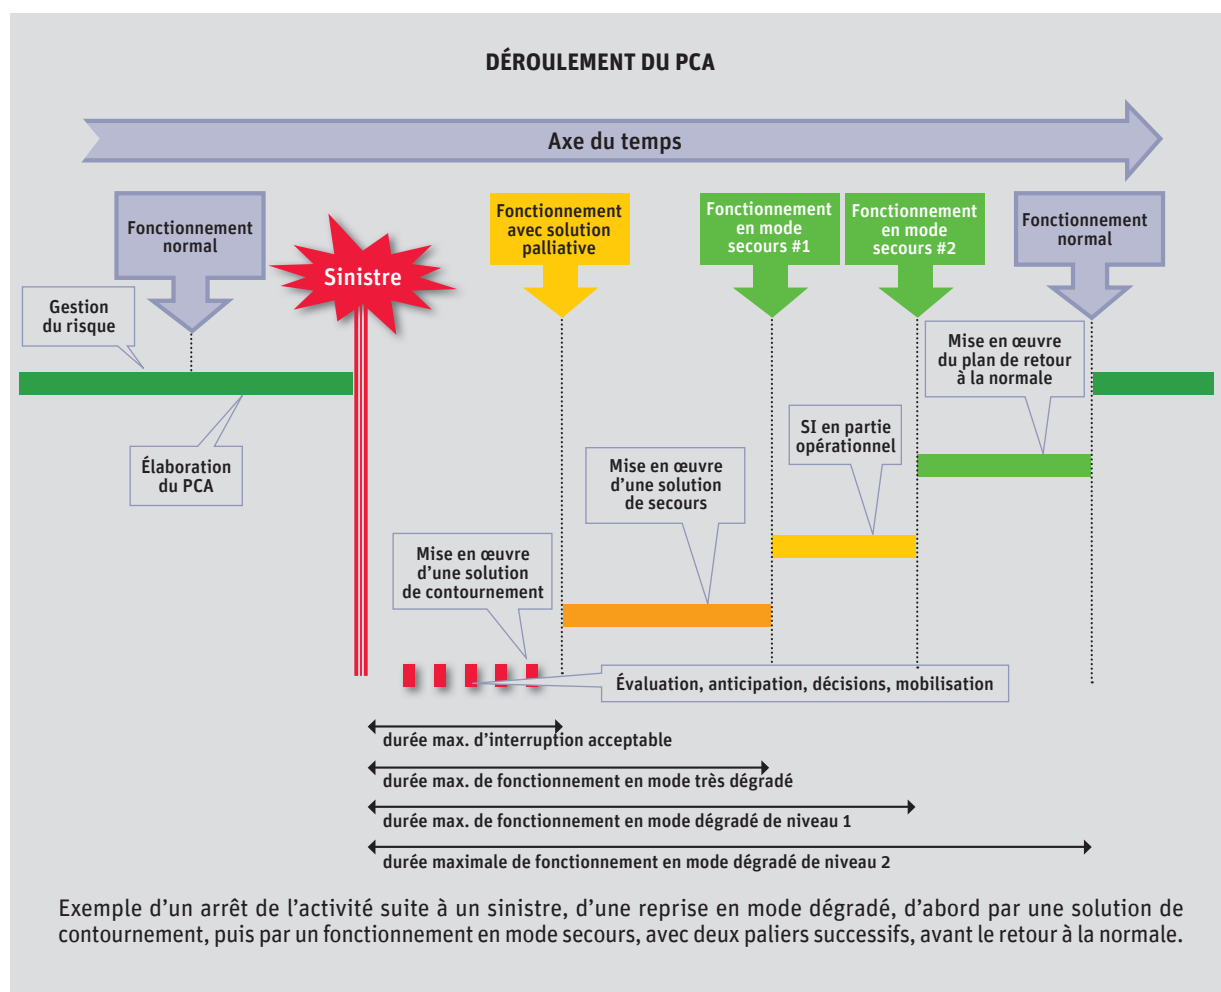 DÉROULEMENT DU PCA
Axe du temps
Fonctionnement
normal
Sinistre
Fonctionnement
avec solution
palliative
Fonctionnement
en mode
secours #1
Fonctionnement
en mode
secours #2
Fonctionnement
normal
Gestion
du risque
Élaboration
du PCA
Mise en œuvre
d’une solution
de contournement
Mise en œuvre
d’une solution
de secours
SI en partie
opérationnel
Mise en œuvre
du plan de retour
à la normale
Évaluation, anticipation, décisions, mobilisation
durée max. d’interruption acceptable
durée max. de fonctionnement en mode très dégradé
durée max. de fonctionnement en mode dégradé de niveau 1
durée maximale de fonctionnement en mode dégradé de niveau 2
Exemple d’un arrêt de l’activité suite à un sinistre, d’une reprise en mode dégradé, d’abord par une solution de
contournement, puis par un fonctionnement en mode secours, avec deux paliers successifs, avant le retour à la normale.